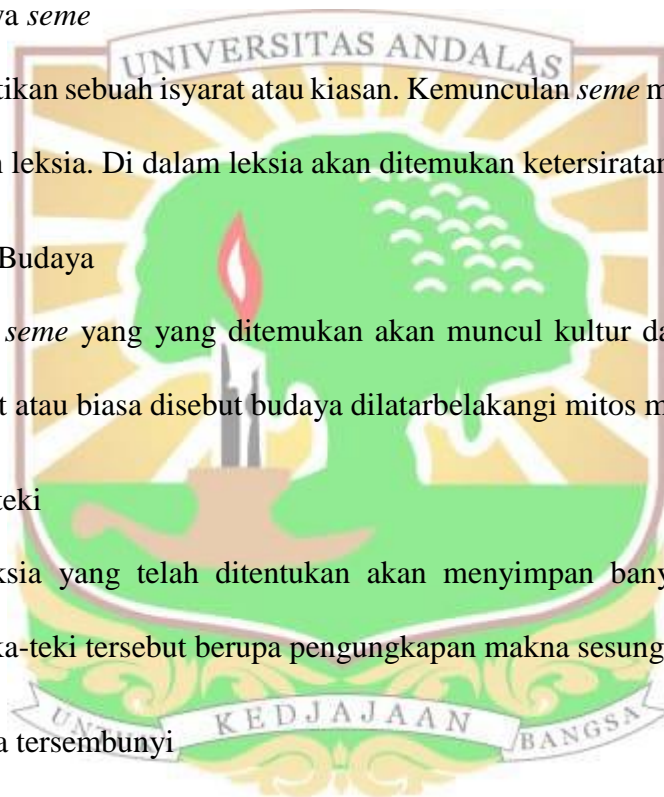 ya seme
UNIVERSITAS ANDALAS
tikan sebuah isyarat atau kiasan. Kemunculan seme m
leksia. Di dalam leksia akan ditemukan ketersiratan
Budaya
seme yang yang ditemukan akan muncul kultur da
t atau biasa disebut budaya dilatarbelakangi mitos m
teki
ksia yang telah ditentukan akan menyimpan bany
ka-teki tersebut berupa pengungkapan makna sesung
UNTUK KEDJAJAAN BANGSA
a tersembunyi